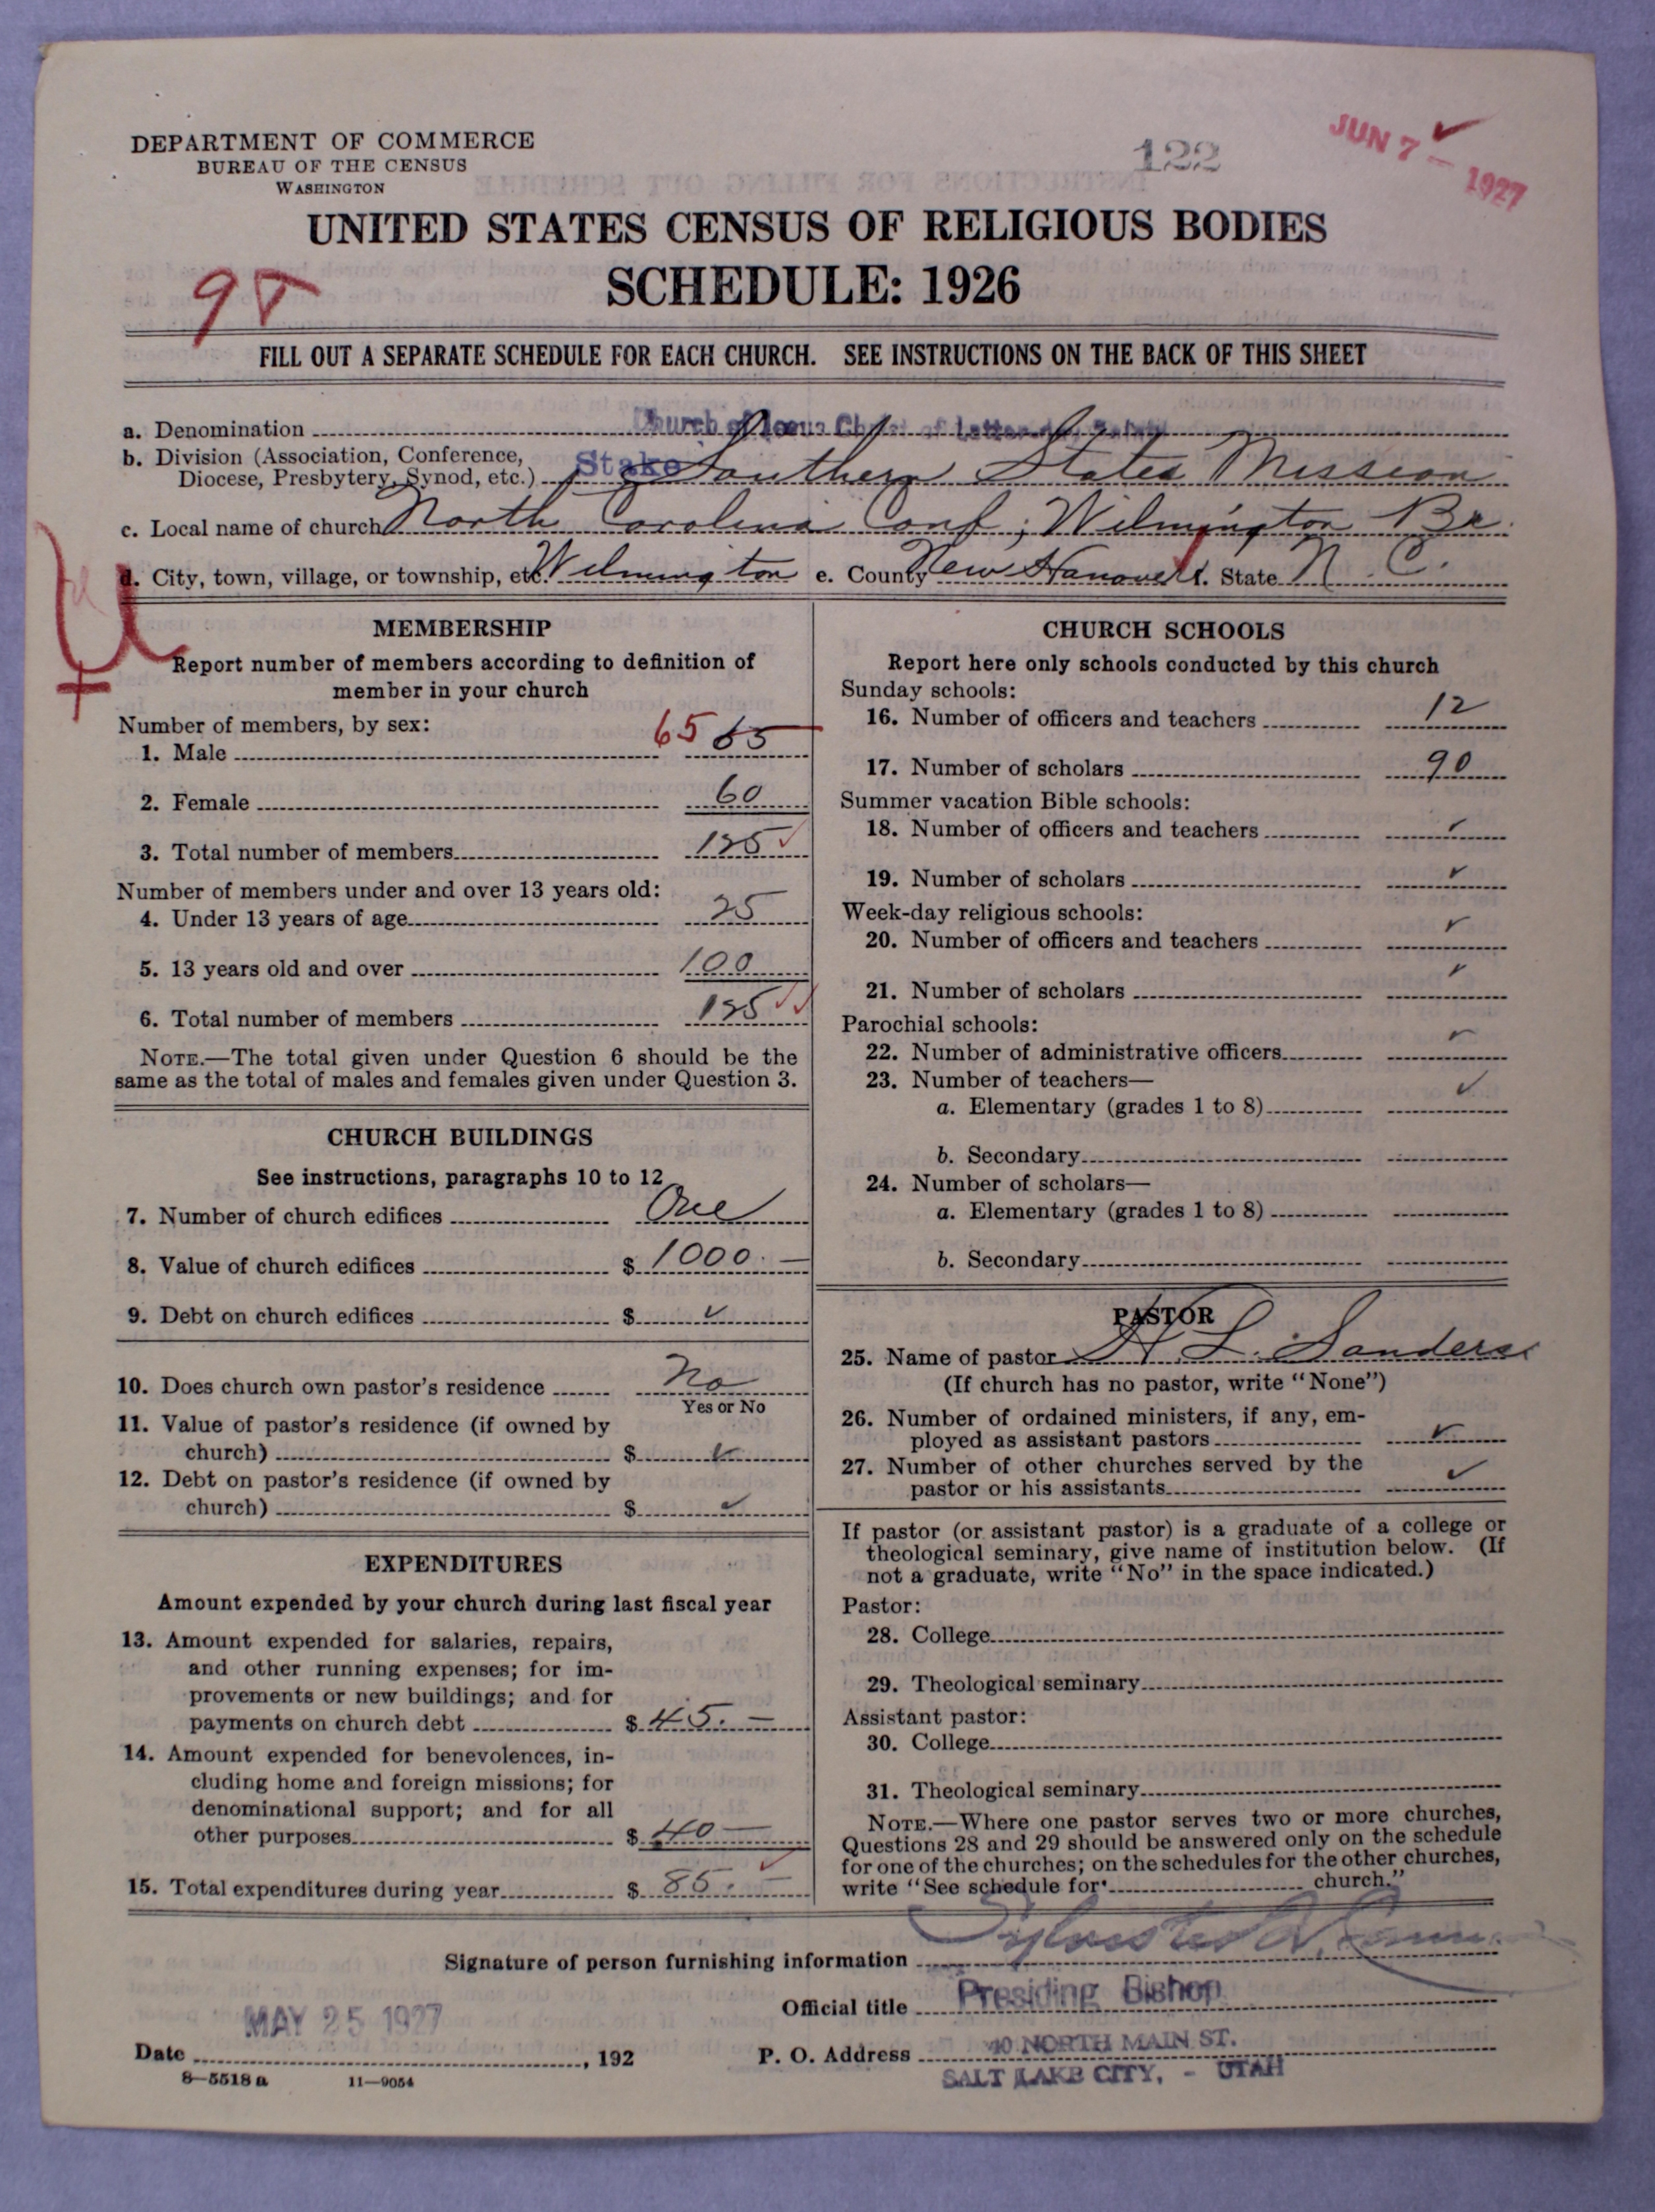 DEPARTMENT OF COMMERCE
BUREAU OF THE CENSUS
WASHINGTON
122
JUN 7 - 1927
UNITED STATES CENSUS OF RELIGIOUS BODIES
SCHEDULE: 1926
FILL OUT A SEPARATE SCHEDULE FOR EACH CHURCH. SEE INSTRUCTIONS ON THE BACK OF THIS SHEET
a. Denomination Church of Jesus Christ of Latter-day Saints
b. Division (Association, Conference,
Diocese, Presbytery, Synod, etc.) Stake Southern States Mission
c. Local name of church North Carolina Conf; Wilmington Br.
d. City, town, village, or township, etc. Wilmington e. County New Hanover f. State N. C.
MEMBERSHIP
Report number of members according to definition of
member in your church
Number of members, by sex:
1. Male 65 65
2. Female 60
3. Total number of members 125
Number of members under and over 13 years old:
4. Under 13 years of age 25
5. 13 years old and over 100
6. Total number of members 125
NOTE.—The total given under Question 6 should be the
same as the total of males and females given under Question 3.
CHURCH BUILDINGS
See instructions, paragraphs 10 to 12
7. Number of church edifices One
8. Value of church edifices $ 1000. —
9. Debt on church edifices $ ✓
10. Does church own pastor's residence No
Yes or No
11. Value of pastor's residence (if owned by
church) $ ✓
12. Debt on pastor's residence (if owned by
church) $ ✓
EXPENDITURES
Amount expended by your church during last fiscal year
13. Amount expended for salaries, repairs,
and other running expenses; for im-
provements or new buildings; and for
payments on church debt $ 45. —
14. Amount expended for benevolences, in-
cluding home and foreign missions; for
denominational support; and for all
other purposes $ 40 —
15. Total expenditures during year $ 85. —
CHURCH SCHOOLS
Report here only schools conducted by this church
Sunday schools:
16. Number of officers and teachers 12
17. Number of scholars 90
Summer vacation Bible schools:
18. Number of officers and teachers ✓
19. Number of scholars ✓
Week-day religious schools:
20. Number of officers and teachers ✓
21. Number of scholars ✓
Parochial schools:
22. Number of administrative officers ✓
23. Number of teachers—
a. Elementary (grades 1 to 8) ✓
b. Secondary
24. Number of scholars—
a. Elementary (grades 1 to 8)
b. Secondary
PASTOR
25. Name of pastor H. L. Sanders
(If church has no pastor, write "None")
26. Number of ordained ministers, if any, em-
ployed as assistant pastors ✓
27. Number of other churches served by the
pastor or his assistants ✓
If pastor (or assistant pastor) is a graduate of a college or
theological seminary, give name of institution below. (If
not a graduate, write "No" in the space indicated.)
Pastor:
28. College
29. Theological seminary
Assistant pastor:
30. College
31. Theological seminary
NOTE.—Where one pastor serves two or more churches,
Questions 28 and 29 should be answered only on the schedule
for one of the churches; on the schedules for the other churches,
write "See schedule for church."
Signature of person furnishing information Sylvester Q. Cannon
Official title Presiding Bishop
MAY 25 1927
Date , 192
P. O. Address 40 NORTH MAIN ST.
SALT LAKE CITY, - UTAH
8—5518 a 11—9054